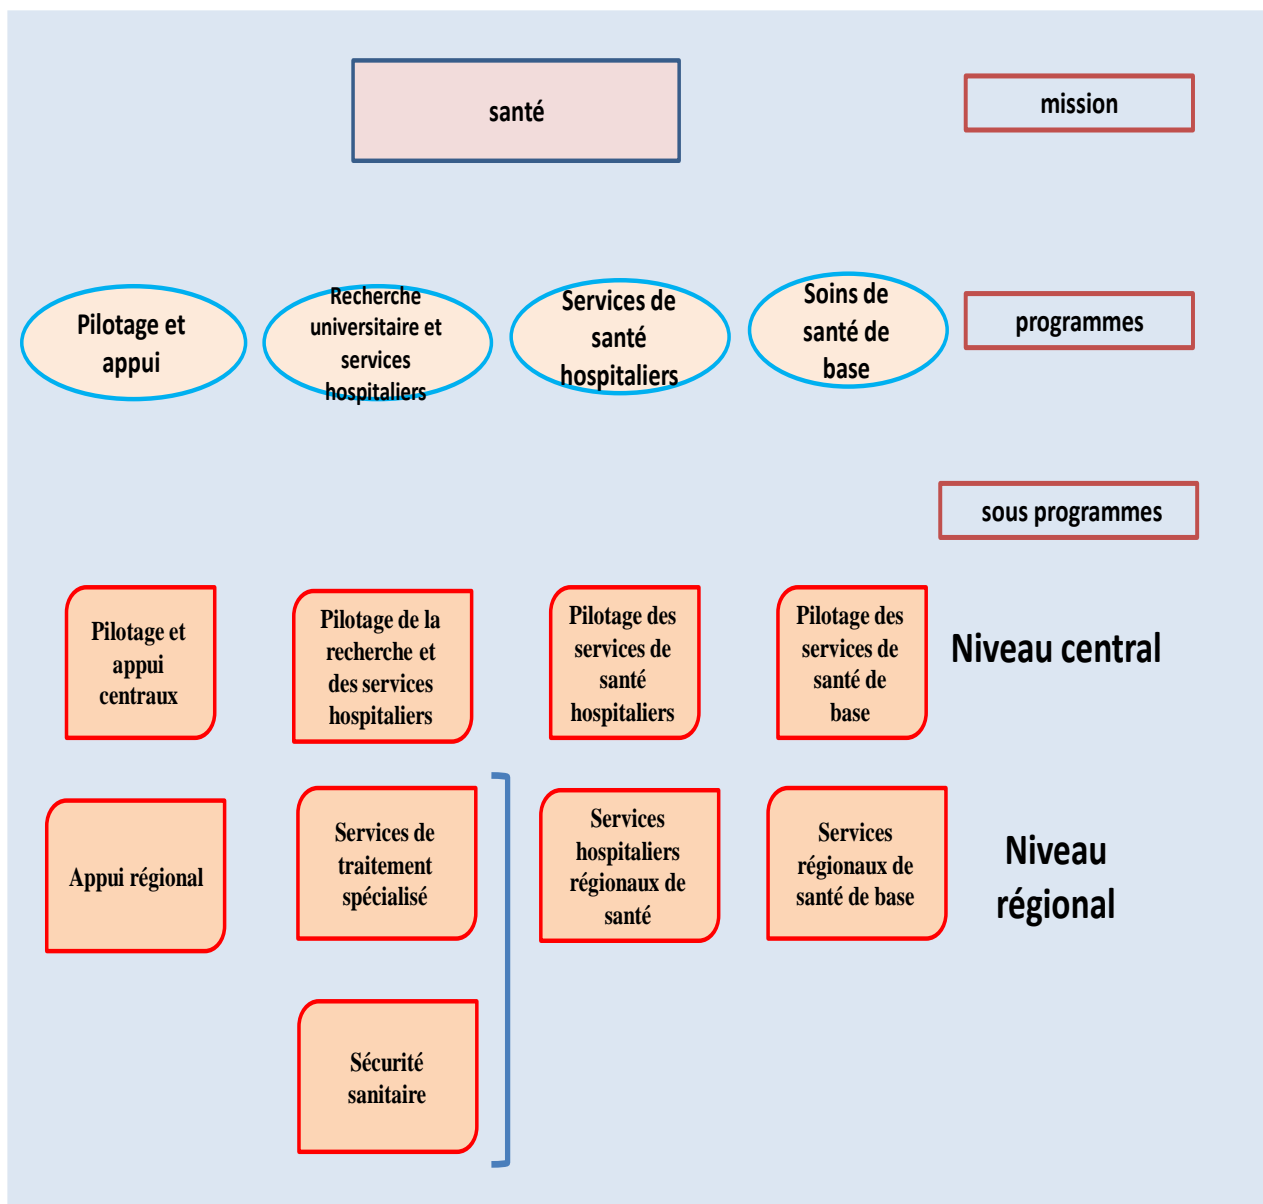 santé
mission
Pilotage et
appui
Recherche
universitaire et
services
hospitaliers
Services de
santé
hospitaliers
Soins de
santé de
base
programmes
sous programmes
Pilotage et
appui
centraux
Pilotage de la
recherche et
des services
hospitaliers
Pilotage des
services de
santé
hospitaliers
Pilotage des
services de
santé de
base
Niveau central
Appui régional
Services de
traitement
spécialisé
Services
hospitaliers
régionaux de
santé
Services
régionaux de
santé de base
Niveau
régional
Sécurité
sanitaire